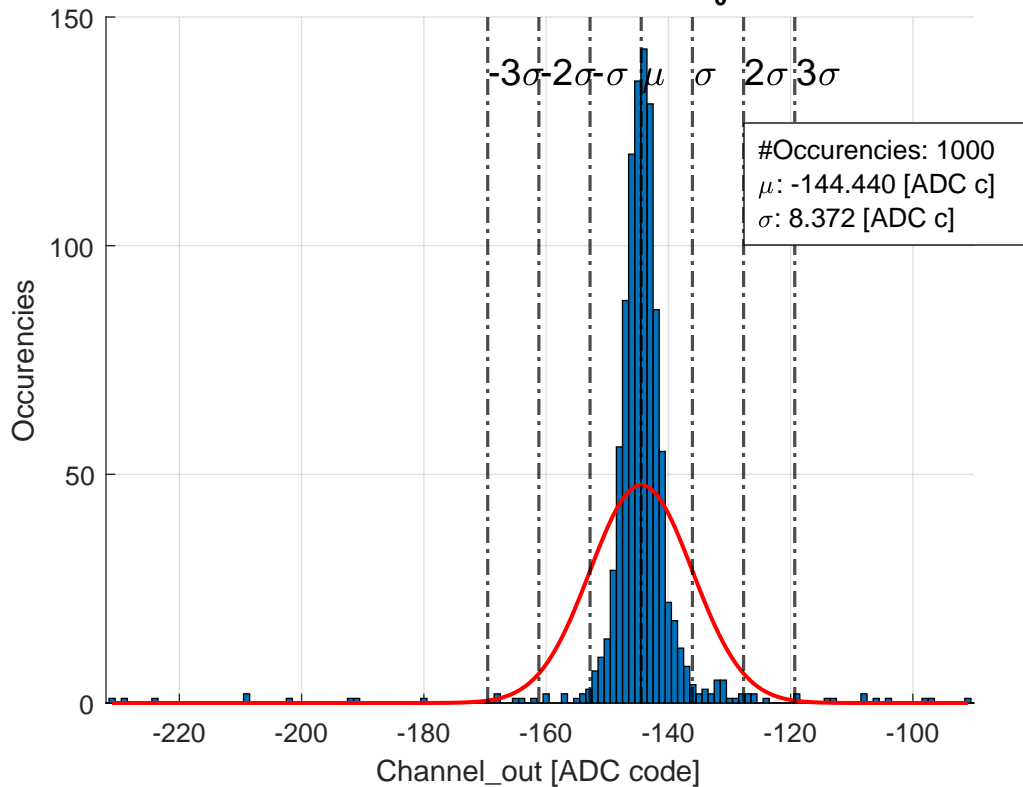 0
150
-3σ -2σ -σ μ σ 2σ 3σ
#Occurencies: 1000
μ: -144.440 [ADC c]
σ: 8.372 [ADC c]
100
Occurencies
50
0
-220 -200 -180 -160 -140 -120 -100
Channel_out [ADC code]